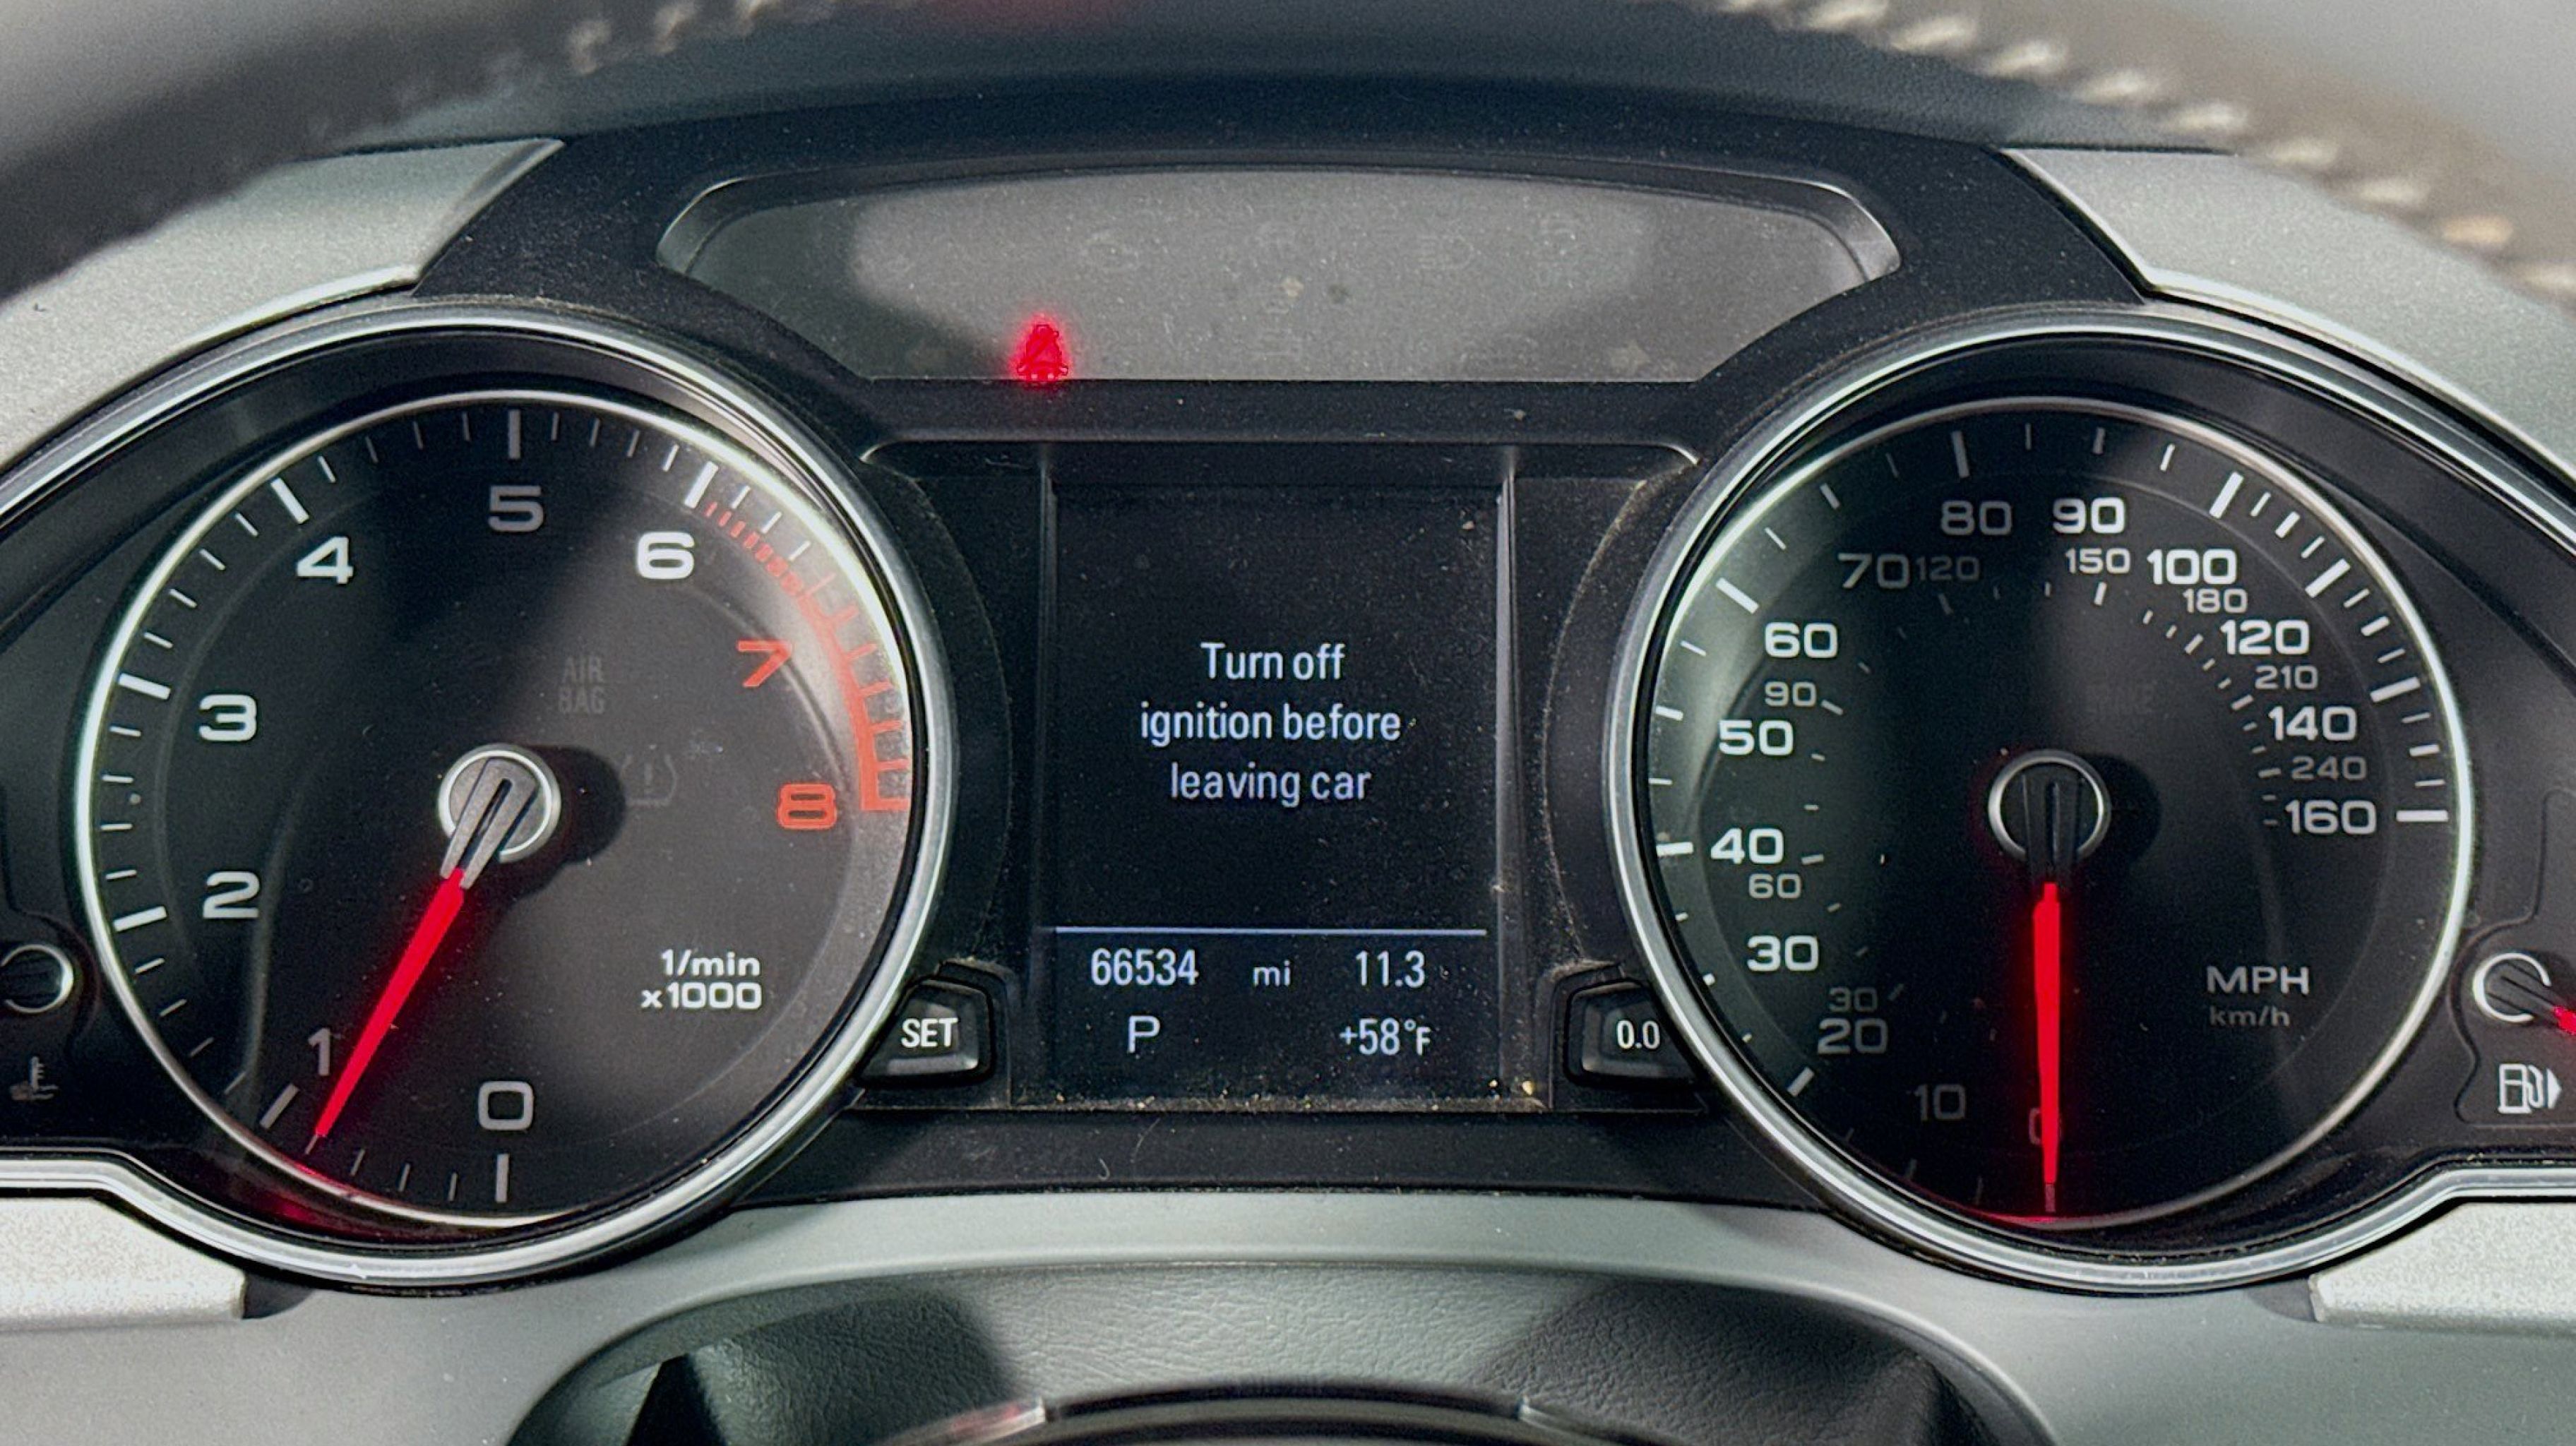 5
4
6
3
7
AIR
BAG
2
8
1/min
x1000
1
0
Turn off
ignition before
leaving car
66534 mi 11.3
P +58°F
SET
0.0
80 90
70 120 150 100
180
60 120
90 210
50 140
240
40 160
60
30
MPH
30 km/h
20
10
0